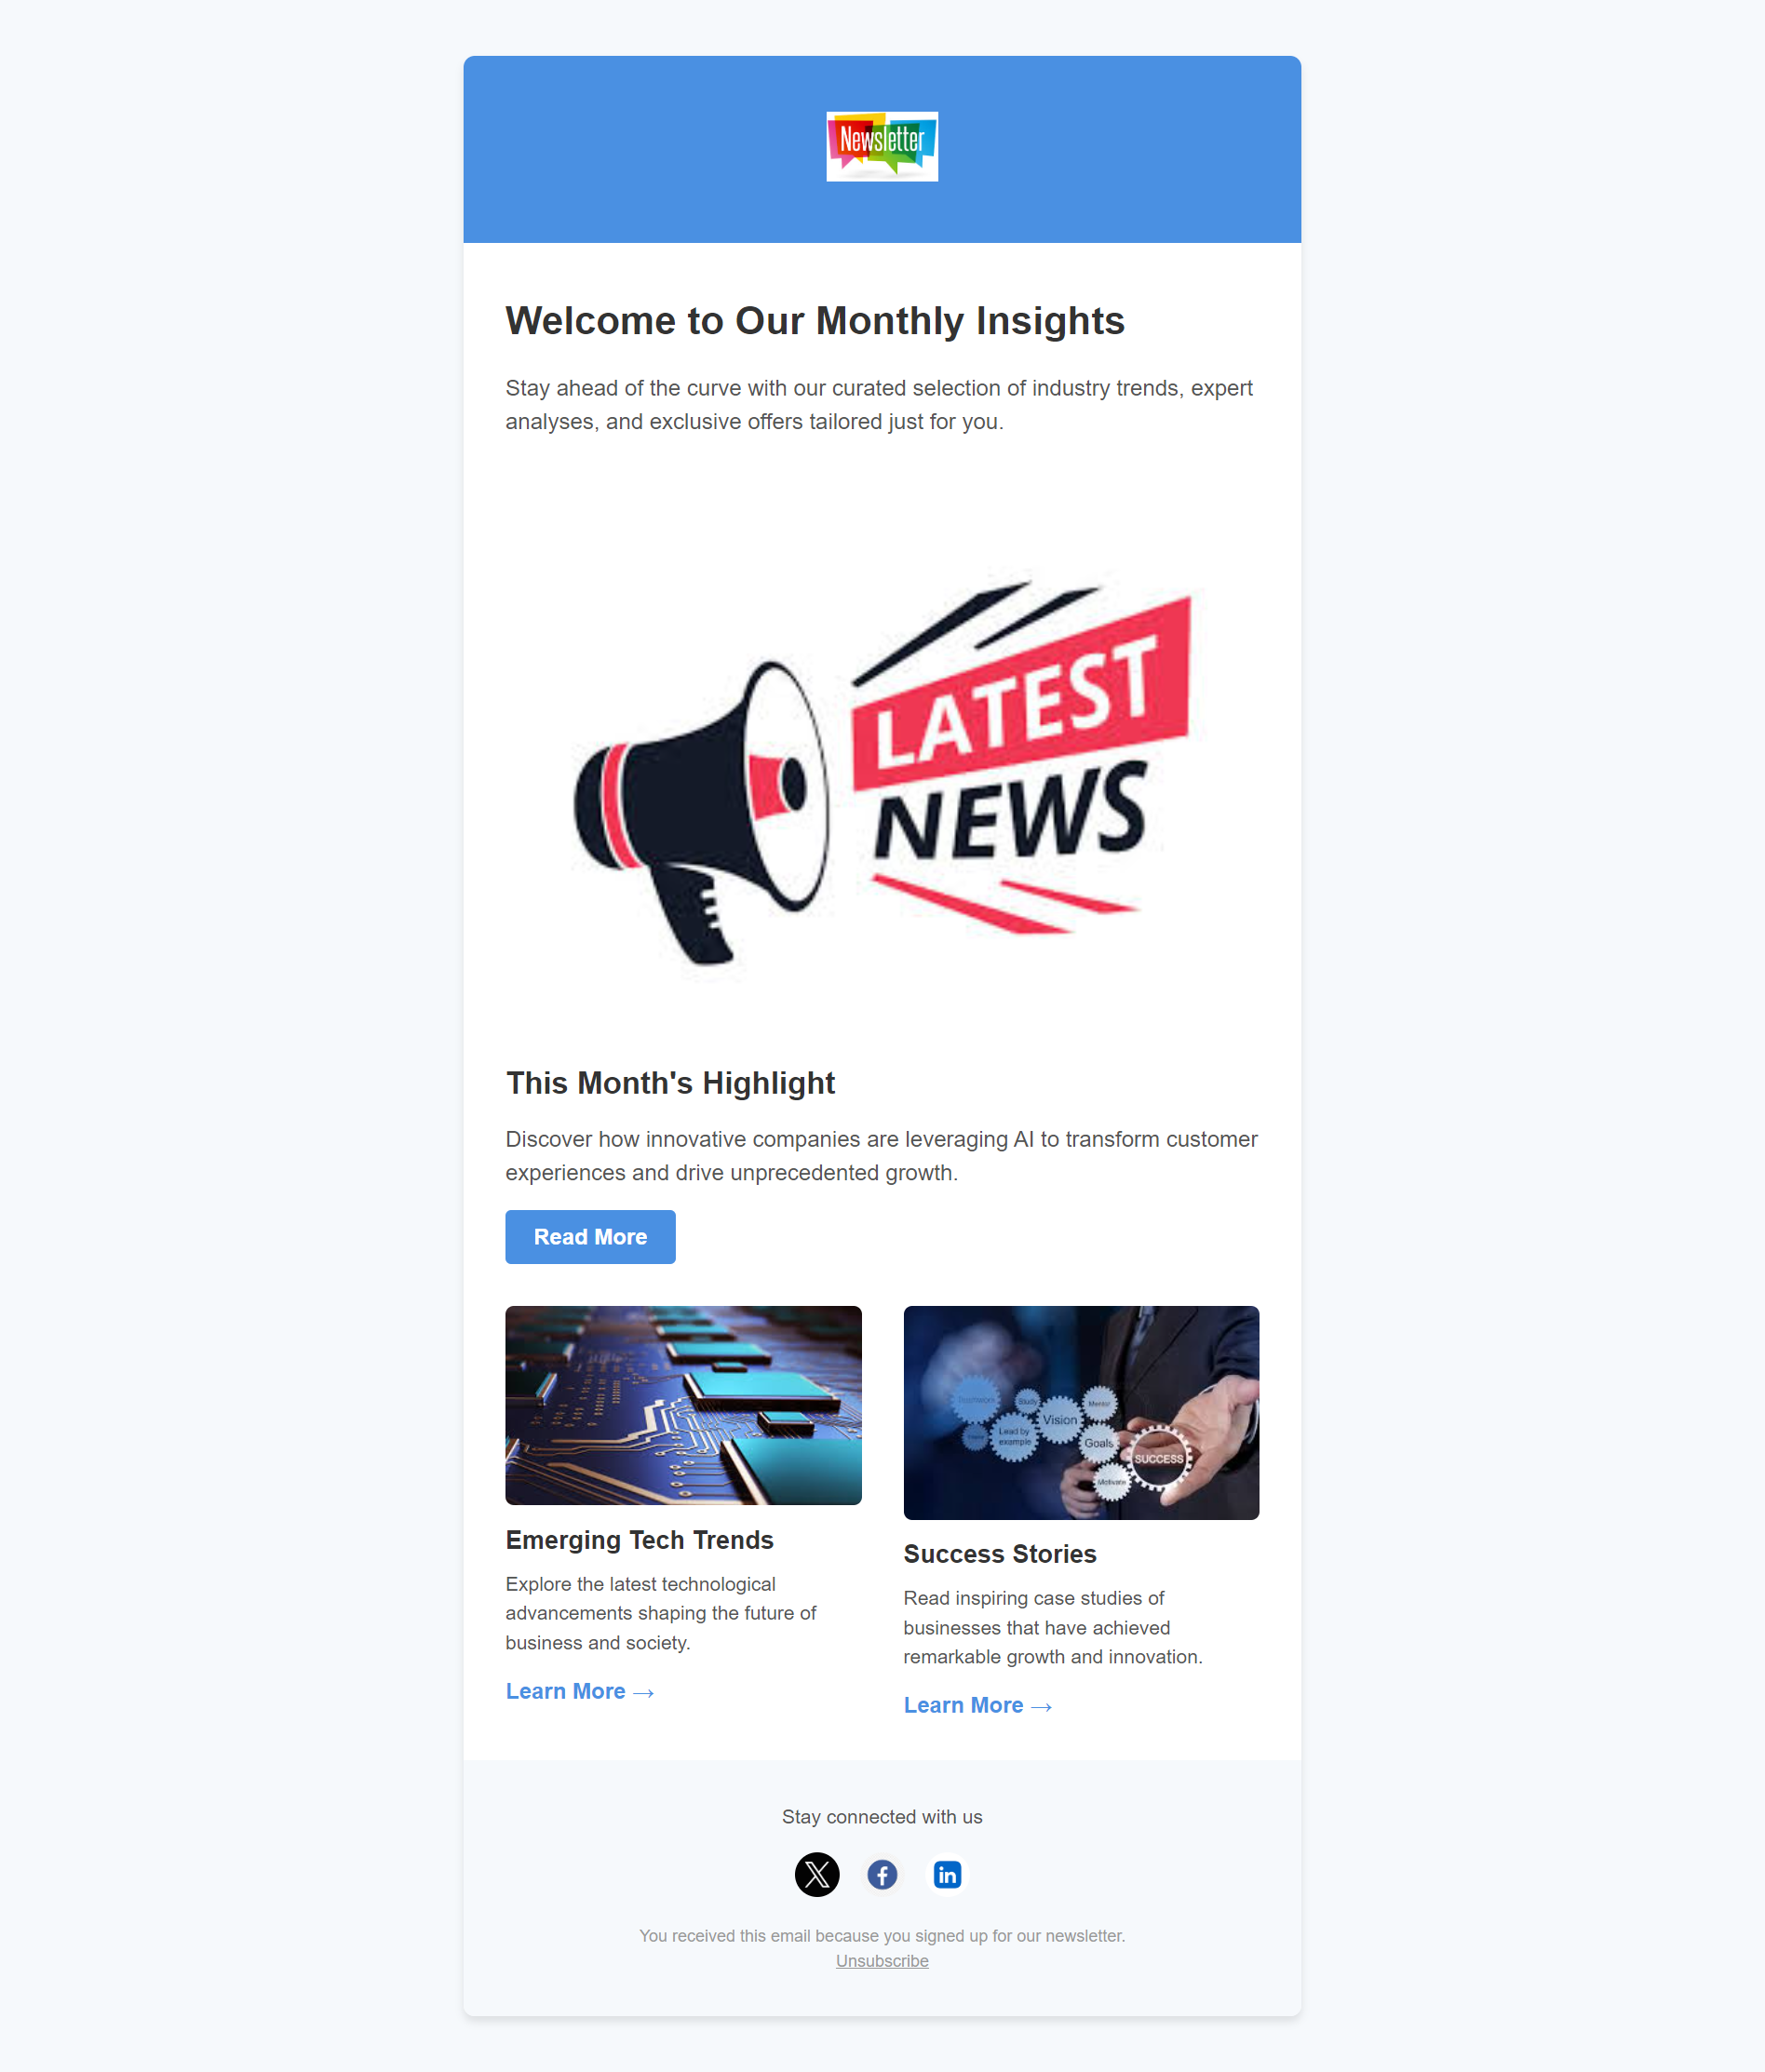 Newsletter
Welcome to Our Monthly Insights
Stay ahead of the curve with our curated selection of industry trends, expert
analyses, and exclusive offers tailored just for you.
LATEST
NEWS
This Month's Highlight
Discover how innovative companies are leveraging AI to transform customer
experiences and drive unprecedented growth.
Read More
Emerging Tech Trends
Explore the latest technological
advancements shaping the future of
business and society.
Learn More →
Study
Mentor
Vision
Lead by
example
Goals
SUCCESS
Motivate
Success Stories
Read inspiring case studies of
businesses that have achieved
remarkable growth and innovation.
Learn More →
Stay connected with us
X
f
in
You received this email because you signed up for our newsletter.
Unsubscribe